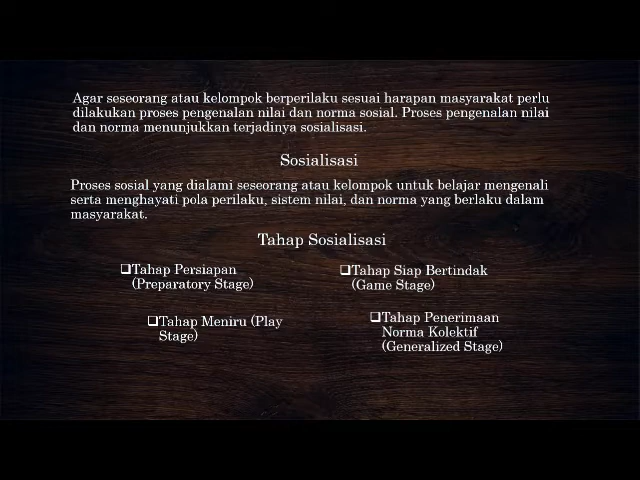 Agar seseorang atau kelompok berperilaku sesuai harapan masyarakat perlu
dilakukan proses pengenalan nilai dan norma sosial. Proses pengenalan nilai
dan norma menunjukkan terjadinya sosialisasi.
Sosialisasi
Proses sosial yang dialami seseorang atau kelompok untuk belajar mengenali
serta menghayati pola perilaku, sistem nilai, dan norma yang berlaku dalam
masyarakat.
Tahap Sosialisasi
❑Tahap Persiapan
(Preparatory Stage)
❑Tahap Meniru (Play
Stage)
❑Tahap Siap Bertindak
(Game Stage)
❑Tahap Penerimaan
Norma Kolektif
(Generalized Stage)